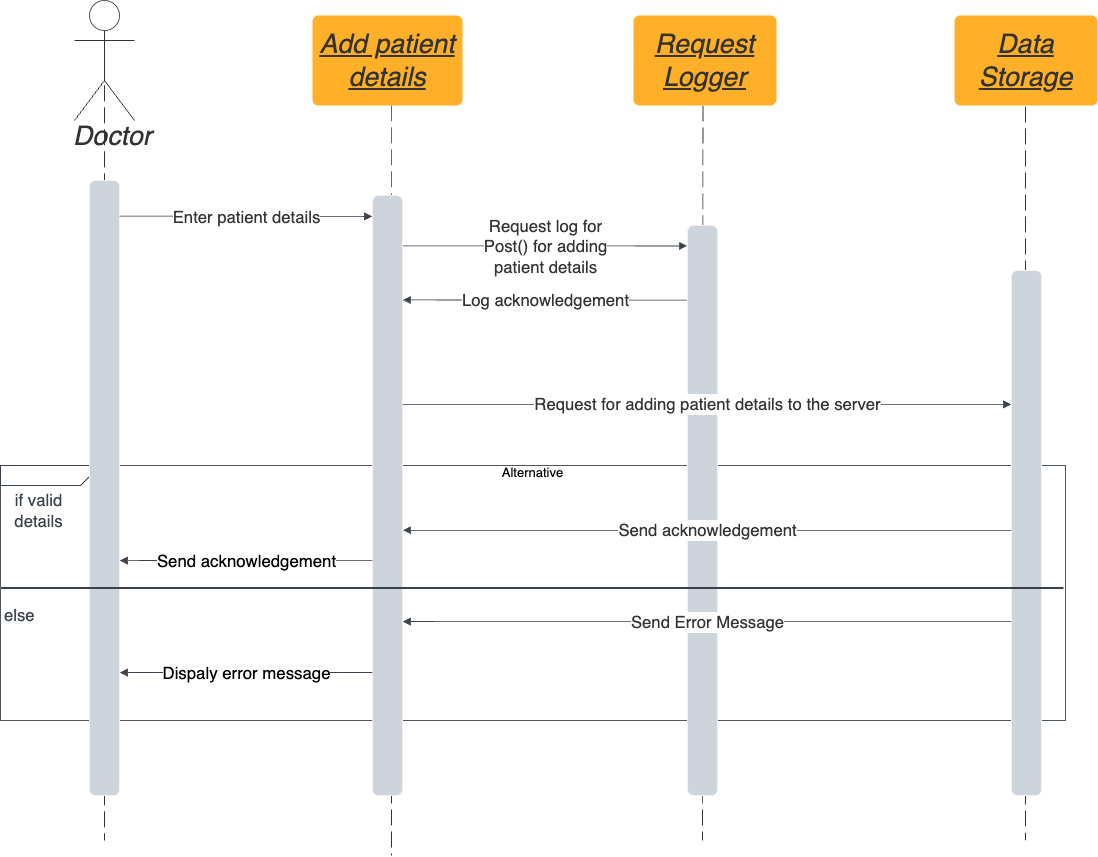 Add patient
details
Request
Logger
Data
Storage
Doctor
Enter patient details
Request log for
Post() for adding
patient details
Log acknowledgement
Request for adding patient details to the server
Alternative
if valid
details
Send acknowledgement
Send acknowledgement
else
Send Error Message
Dispaly error message